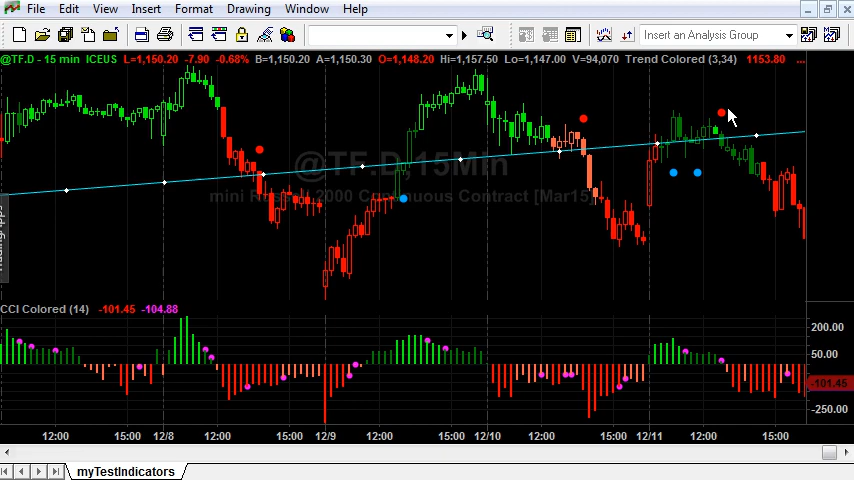 File Edit View Insert Format Drawing Window Help
Insert an Analysis Group
@TF.D - 15 min ICEUS L=1,150.20 -7.90 -0.68% B=1,150.20 A=1,150.30 O=1,148.20 Hi=1,157.50 Lo=1,147.00 V=94,070 Trend Colored (3,34) 1153.80 ...
@TF.D,15Min
mini Russell 2000 Continuous Contract [Mar15]
CCI Colored (14) -101.45 -104.88
200.00
50.00
-101.45
-250.00
12:00 15:00 12/8 12:00 15:00 12/9 12:00 15:00 12/10 12:00 15:00 12/11 12:00 15:00
myTestIndicators